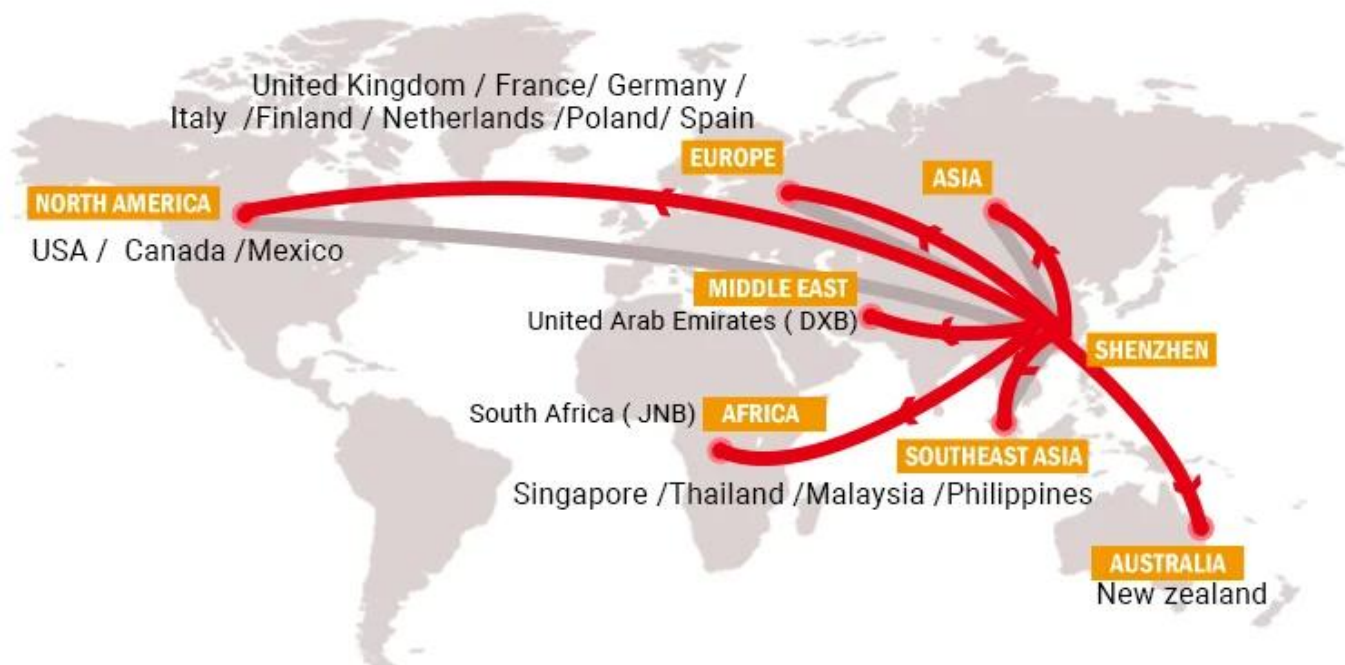 United Kingdom / France/ Germany /
Italy /Finland / Netherlands /Poland/ Spain
EUROPE
ASIA
NORTH AMERICA
USA / Canada /Mexico
MIDDLE EAST
United Arab Emirates ( DXB)
SHENZHEN
South Africa ( JNB)
AFRICA
SOUTHEAST ASIA
Singapore /Thailand /Malaysia /Philippines
AUSTRALIA
New zealand